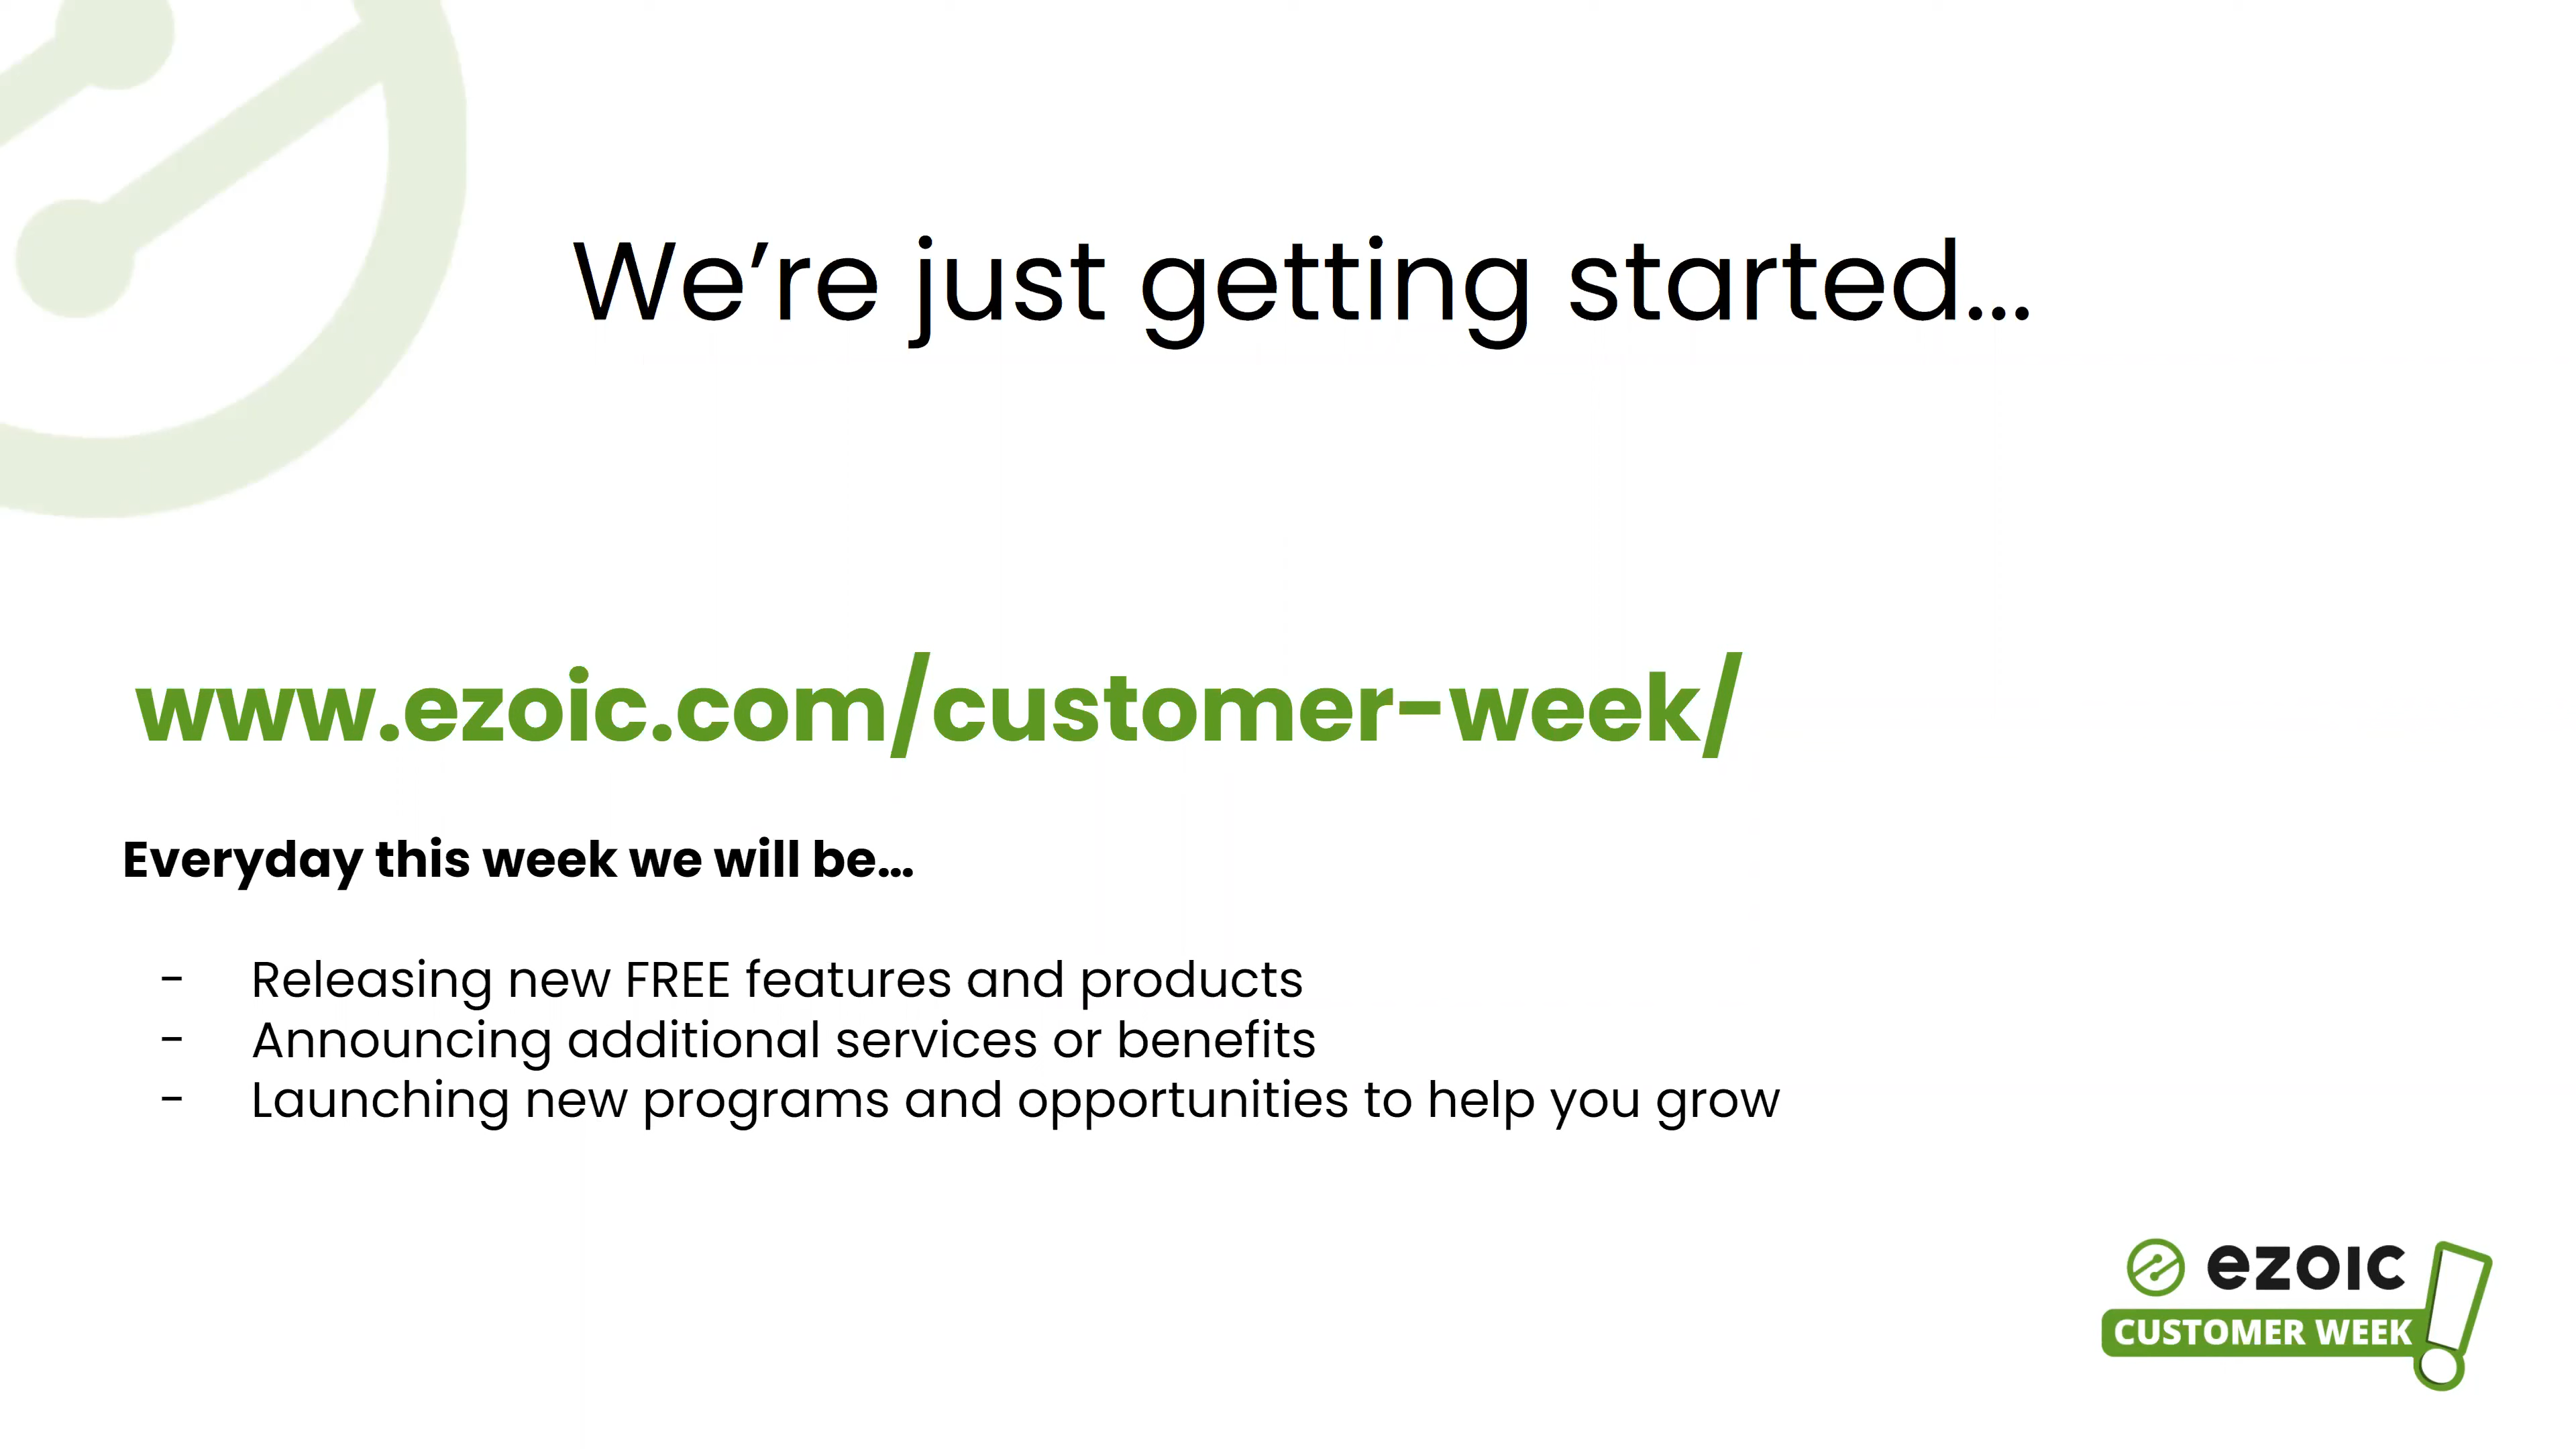 We’re just getting started...
www.ezoic.com/customer-week/
Everyday this week we will be...
- Releasing new FREE features and products
- Announcing additional services or benefits
- Launching new programs and opportunities to help you grow
ezoic
CUSTOMER WEEK!